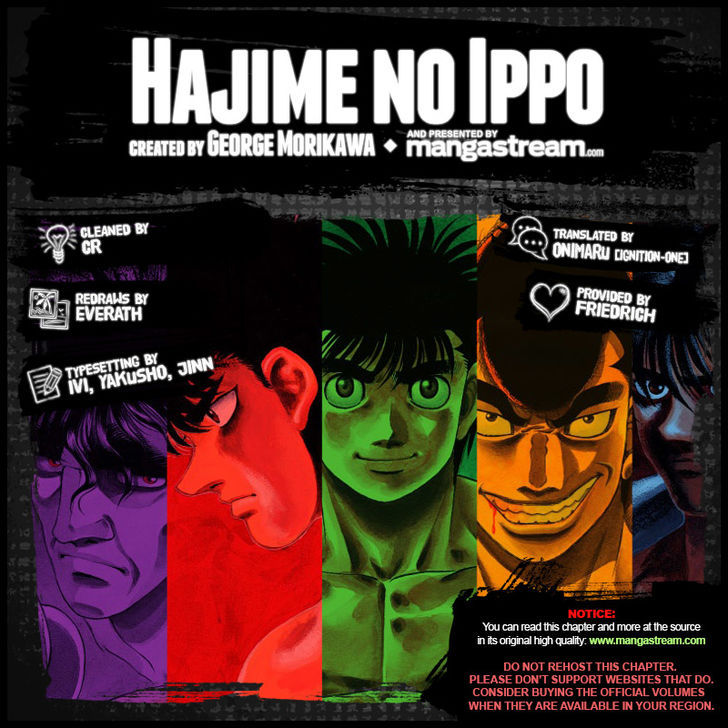 HAJIME NO IPPO
CREATED BY GEORGE MORIKAWA ◆ AND PRESENTED BY mangastream.com
CLEANED BY
CR
REDRAWS BY
EVERATH
TYPESETTING BY
IVI, YAKUSHO, JINN
TRANSLATED BY
ONIMARU [IGNITION-ONE]
PROVIDED BY
FRIEDRICH
NOTICE:
You can read this chapter and more at the source
in its original high quality: www.mangastream.com
DO NOT REHOST THIS CHAPTER.
PLEASE DON'T SUPPORT WEBSITES THAT DO.
CONSIDER BUYING THE OFFICIAL VOLUMES
WHEN THEY ARE AVAILABLE IN YOUR REGION.